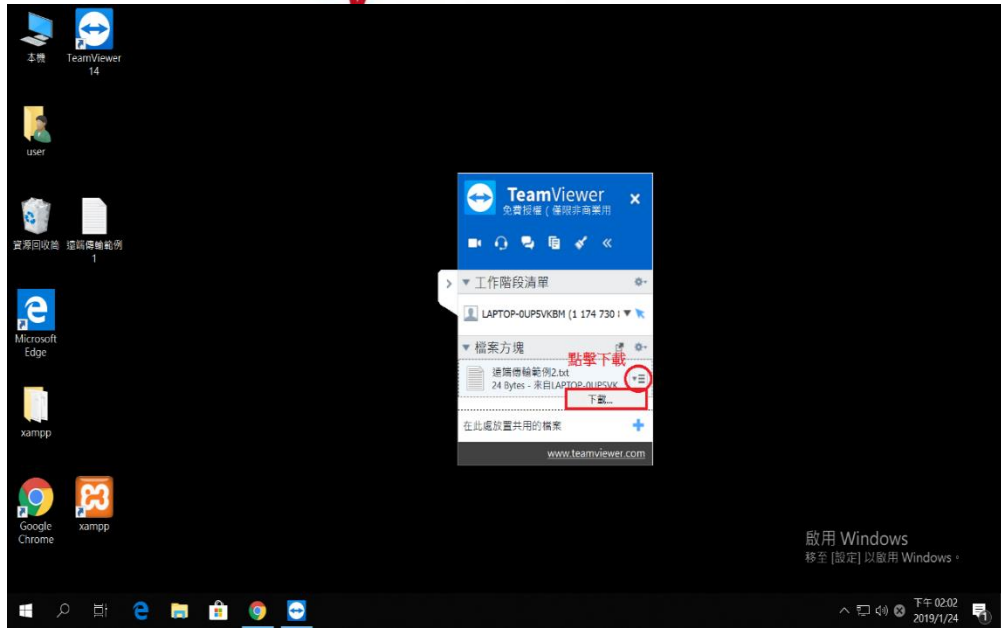 本機
TeamViewer
14
user
資源回收筒
遠端傳輸範例
1
Microsoft
Edge
xampp
Google
Chrome
xampp
TeamViewer
免費授權 ( 僅限非商業用
工作階段清單
LAPTOP-0UP5VKBM (1 174 730
檔案方塊
點擊下載
遠端傳輸範例2.txt
24 Bytes - 來自LAPTOP-0UP5VK
下載...
在此處放置共用的檔案
www.teamviewer.com
啟用 Windows
移至 [設定] 以啟用 Windows。
下午 02:02
2019/1/24
1